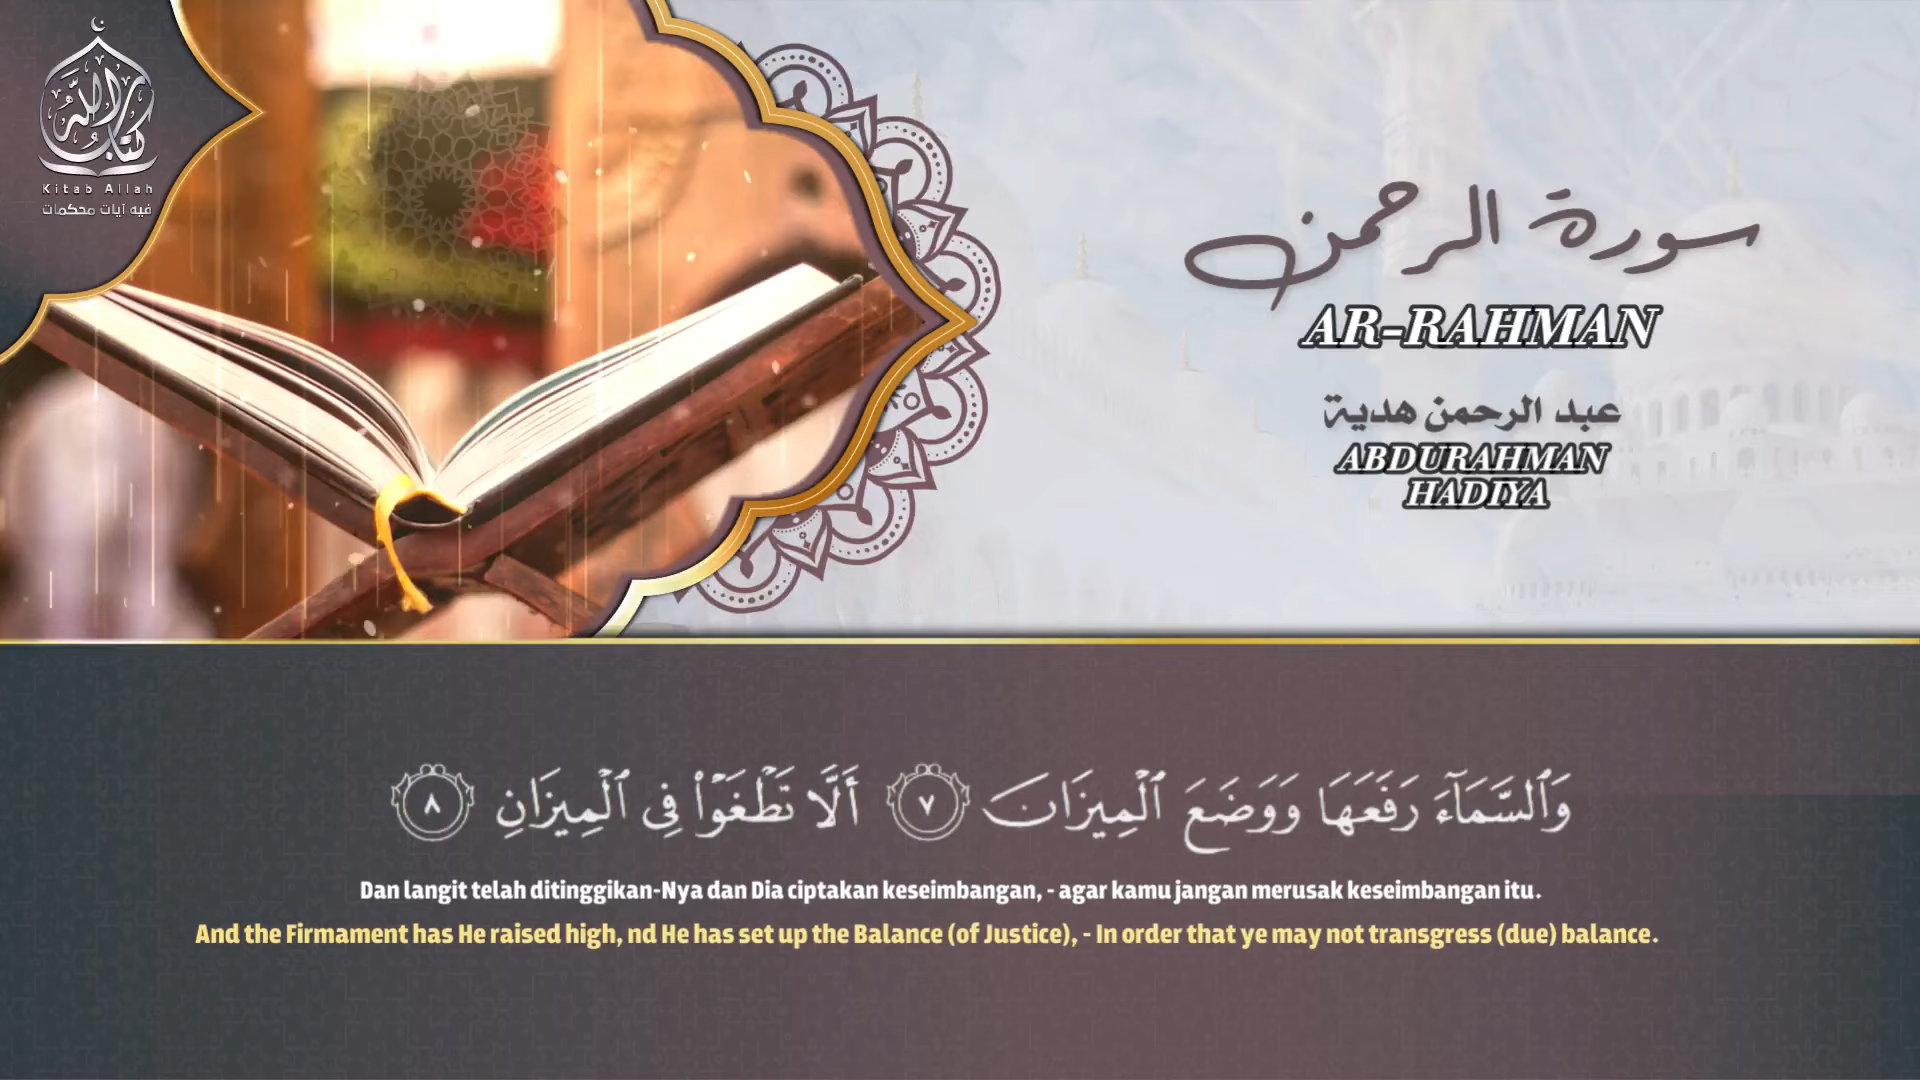 كتاب الله
Kitab Allah
فيه آيات محكمات
سورة الرحمن
AR-RAHMAN
عبد الرحمن هدية
ABDURAHMAN
HADIYA
وَٱلسَّمَآءَ رَفَعَهَا وَوَضَعَ ٱلْمِيزَانَ ٧ أَلَّا تَطْغَوْا۟ فِى ٱلْمِيزَانِ ٨
Dan langit telah ditinggikan-Nya dan Dia ciptakan keseimbangan, - agar kamu jangan merusak keseimbangan itu.
And the Firmament has He raised high, nd He has set up the Balance (of Justice), - In order that ye may not transgress (due) balance.